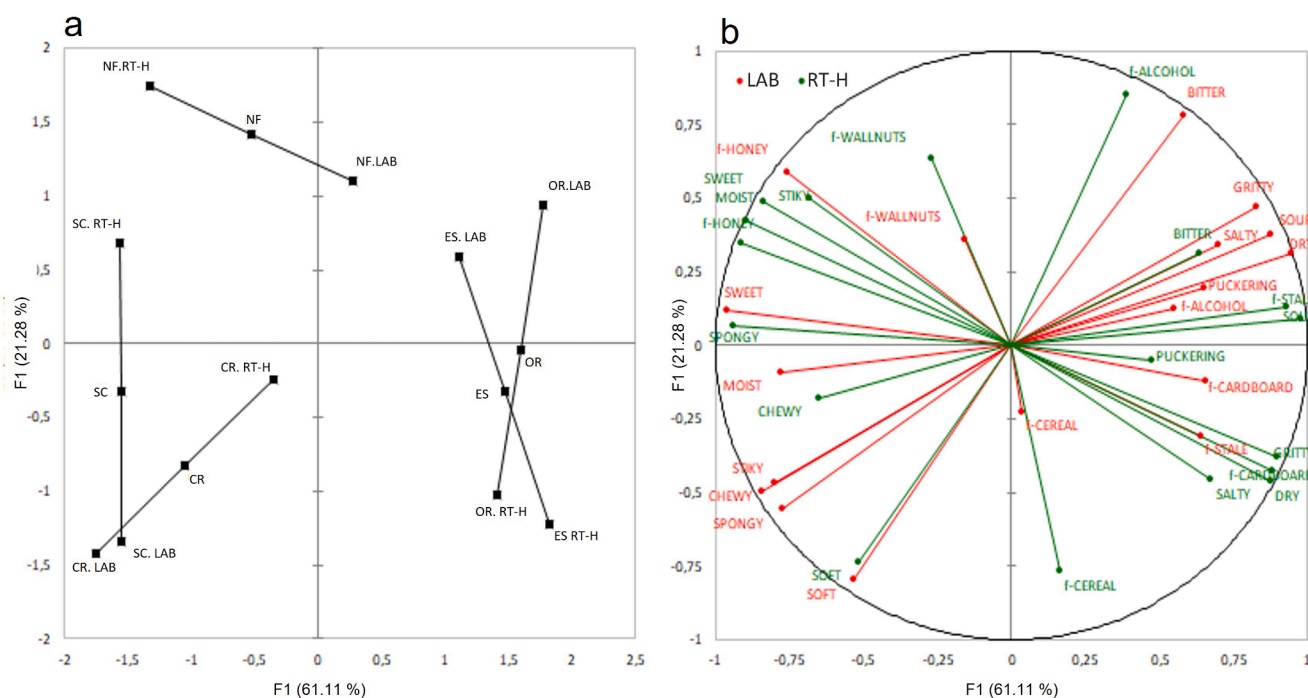 a
2
1,5
1
,5
0
-0,5
-1
-1,5
-2
-2
-1,5
-1
-0,5
0
0,5
1
1,5
2
2,5
F1 (21.28 %)
F1 (61.11 %)
NF.RT-H
NF
NF.LAB
OR.LAB
SC. RT-H
ES. LAB
OR
CR. RT-H
SC
ES
CR
OR. RT-H
ES RT-H
SC. LAB
CR. LAB
b
LAB
RT-H
1
0,75
0,5
0,25
0
-0,25
-0,5
-0,75
-1
-1
-0,75
-0,5
-0,25
0
0,25
0,5
0,75
1
F1 (21.28 %)
F1 (61.11 %)
f-ALCOHOL
BITTER
f-WALLNUTS
f-HONEY
SWEET
MOIST
STIKY
f-HONEY
f-WALLNUTS
GRITTY
SOUR
BITTER
SALTY
DRY
PUCKERING
f-ALCOHOL
f-STAL
SWEET
SPONGY
PUCKERING
MOIST
f-CARDBOARD
CHEWY
f-CEREAL
f-STALE
GRITTY
STIKY
f-CARDBOARD
CHEWY
SALTY
DRY
SPONGY
SOFT
SOFT
f-CEREAL